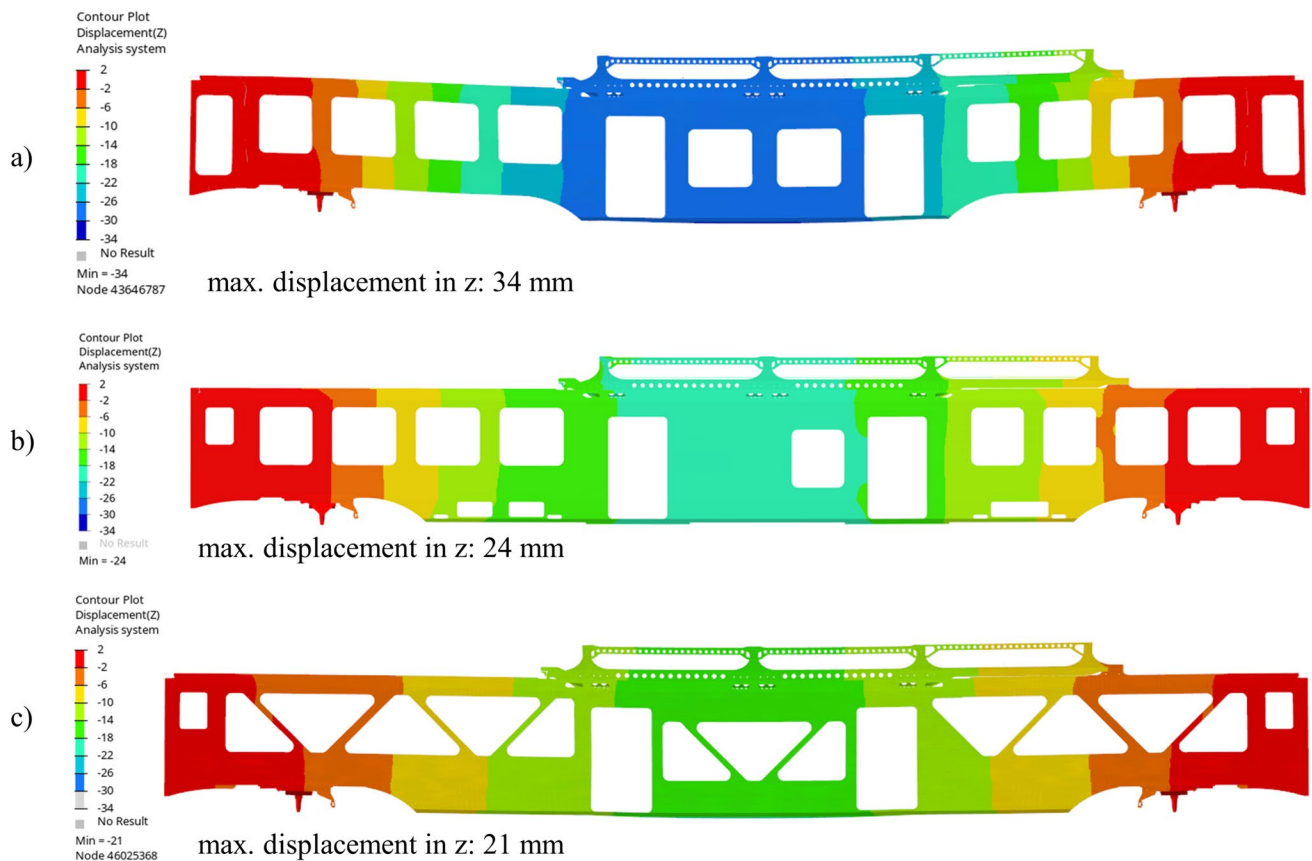 Contour Plot
Displacement(Z)
Analysis system
2
-2
-6
-10
-14
-18
-22
-26
-30
-34
No Result
Min = -34
Node 43646787
a)
max. displacement in z: 34 mm
Contour Plot
Displacement(Z)
Analysis system
2
-2
-6
-10
-14
-18
-22
-26
-30
-34
No Result
Min = -24
b)
max. displacement in z: 24 mm
Contour Plot
Displacement(Z)
Analysis system
2
-2
-6
-10
-14
-18
-22
-26
-30
-34
No Result
Min = -21
Node 46025368
c)
max. displacement in z: 21 mm